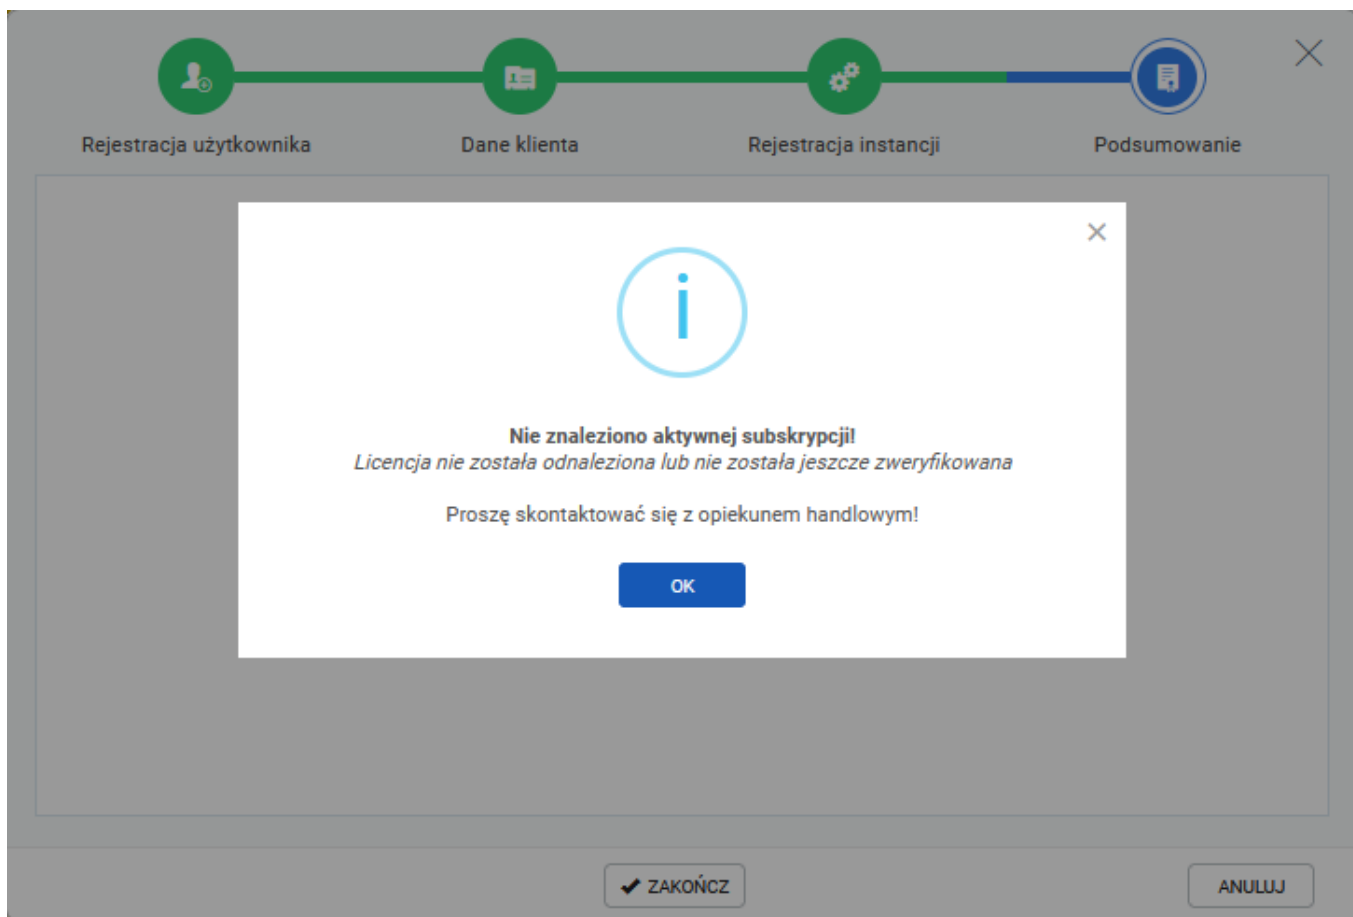 Rejestracja użytkownika
Dane klienta
Rejestracja instancji
Podsumowanie
Nie znaleziono aktywnej subskrypcji!
Licencja nie została odnaleziona lub nie została jeszcze zweryfikowana
Proszę skontaktować się z opiekunem handlowym!
OK
ZAKOŃCZ
ANULUJ